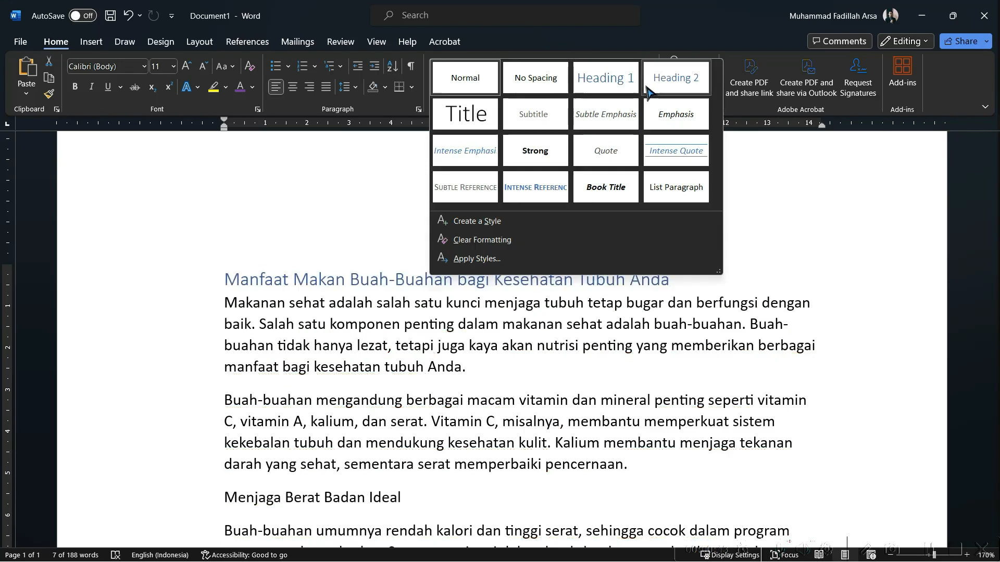 AutoSave Off Document1 - Word Search Muhammad Fadillah Arsa
File Home Insert Draw Design Layout References Mailings Review View Help Acrobat Comments Editing Share
Paste
Clipboard
Calibri (Body) 11
Aa
B I U ab x₂ x² A A
Font
Paragraph
Normal No Spacing Heading 1 Heading 2
Title Subtitle Subtle Emphasis Emphasis
Intense Emphasi Strong Quote Intense Quote
SUBTLE REFERENCE INTENSE REFERENC Book Title List Paragraph
Create a Style
Clear Formatting
Apply Styles...
Create PDF and share link
Create PDF and share via Outlook
Request Signatures
Adobe Acrobat
Add-ins
Add-ins
1 2 3 4 12 13 14
1
2
3
4
5
6
Manfaat Makan Buah-Buahan bagi Kesehatan Tubuh Anda
Makanan sehat adalah salah satu kunci menjaga tubuh tetap bugar dan berfungsi dengan
baik. Salah satu komponen penting dalam makanan sehat adalah buah-buahan. Buah-
buahan tidak hanya lezat, tetapi juga kaya akan nutrisi penting yang memberikan berbagai
manfaat bagi kesehatan tubuh Anda.
Buah-buahan mengandung berbagai macam vitamin dan mineral penting seperti vitamin
C, vitamin A, kalium, dan serat. Vitamin C, misalnya, membantu memperkuat sistem
kekebalan tubuh dan mendukung kesehatan kulit. Kalium membantu menjaga tekanan
darah yang sehat, sementara serat memperbaiki pencernaan.
Menjaga Berat Badan Ideal
Buah-buahan umumnya rendah kalori dan tinggi serat, sehingga cocok dalam program
Page 1 of 1 7 of 188 words English (Indonesia) Accessibility: Good to go Display Settings Focus 170%